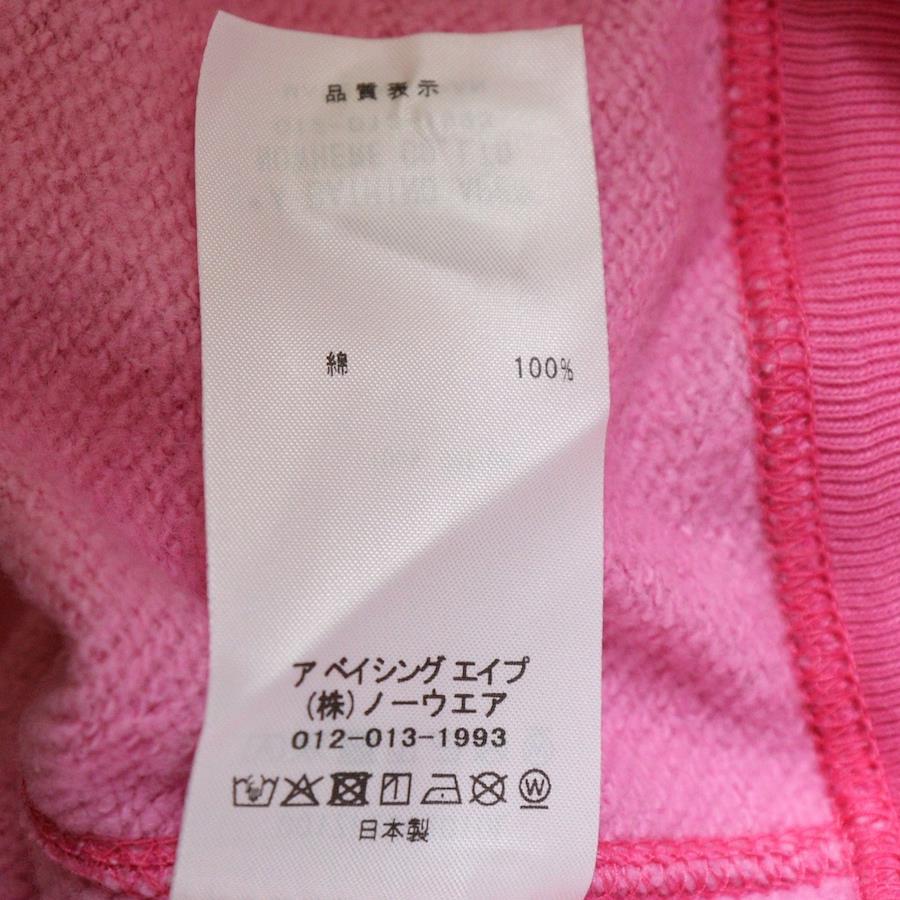 品質表示
綿 100%
ア ベイシング エイプ
(株)ノーウエア
012-013-1993
W
日本製